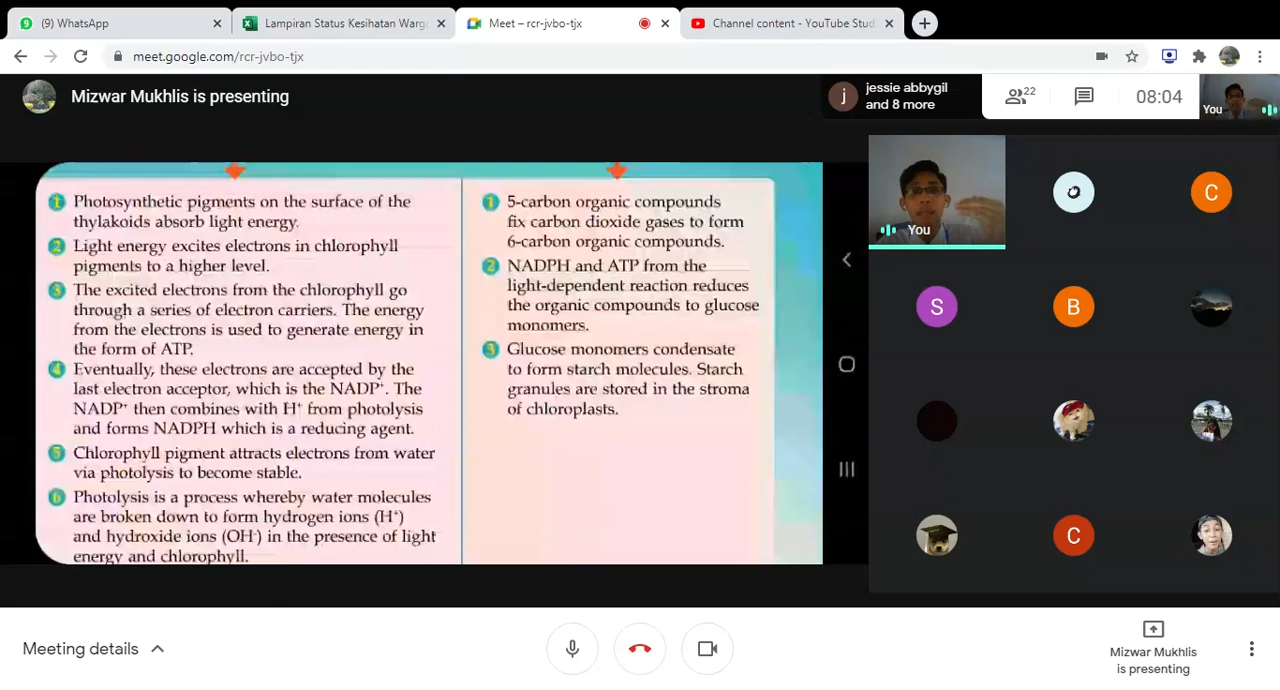 (9) WhatsApp
Lampiran Status Kesihatan Warga
Meet – rcr-jvbo-tjx
Channel content - YouTube Stud
meet.google.com/rcr-jvbo-tjx
Mizwar Mukhlis is presenting
j
jessie abbygil
and 8 more
22
08:04
You
1 Photosynthetic pigments on the surface of the
thylakoids absorb light energy.
2 Light energy excites electrons in chlorophyll
pigments to a higher level.
3 The excited electrons from the chlorophyll go
through a series of electron carriers. The energy
from the electrons is used to generate energy in
the form of ATP.
4 Eventually, these electrons are accepted by the
last electron acceptor, which is the NADP⁺. The
NADP⁺ then combines with H⁺ from photolysis
and forms NADPH which is a reducing agent.
5 Chlorophyll pigment attracts electrons from water
via photolysis to become stable.
6 Photolysis is a process whereby water molecules
are broken down to form hydrogen ions (H⁺)
and hydroxide ions (OH⁻) in the presence of light
energy and chlorophyll.
1 5-carbon organic compounds
fix carbon dioxide gases to form
6-carbon organic compounds.
2 NADPH and ATP from the
light-dependent reaction reduces
the organic compounds to glucose
monomers.
3 Glucose monomers condensate
to form starch molecules. Starch
granules are stored in the stroma
of chloroplasts.
You
C
S
B
C
Meeting details
Mizwar Mukhlis
is presenting